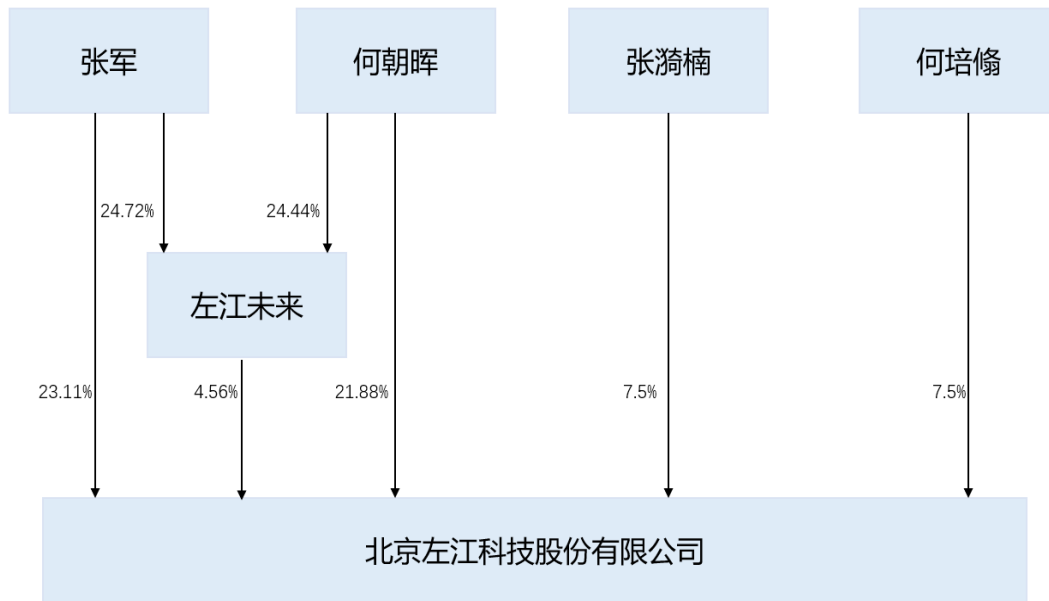 张军
何朝晖
张漪楠
何培翛
24.72%
24.44%
左江未来
23.11%
4.56%
21.88%
7.5%
7.5%
北京左江科技股份有限公司